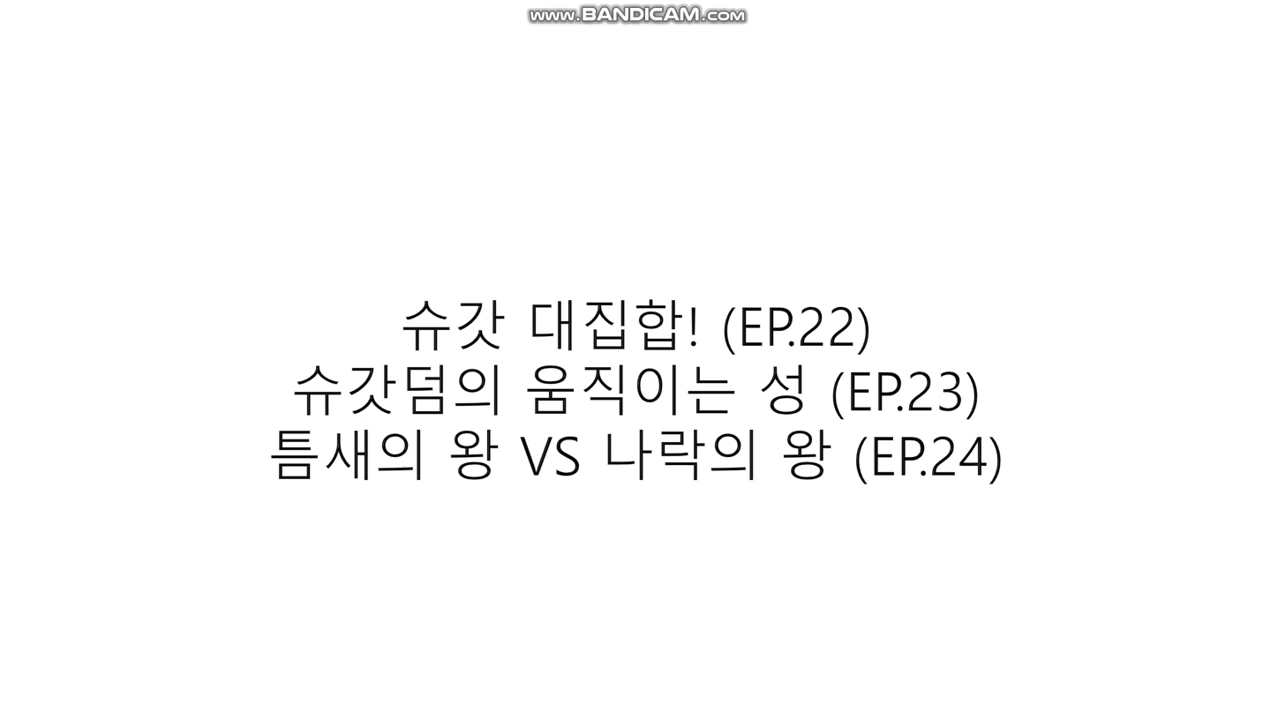 www.BANDICAM.com
슈갓 대집합! (EP.22)
슈갓덤의 움직이는 성 (EP.23)
틈새의 왕 VS 나락의 왕 (EP.24)